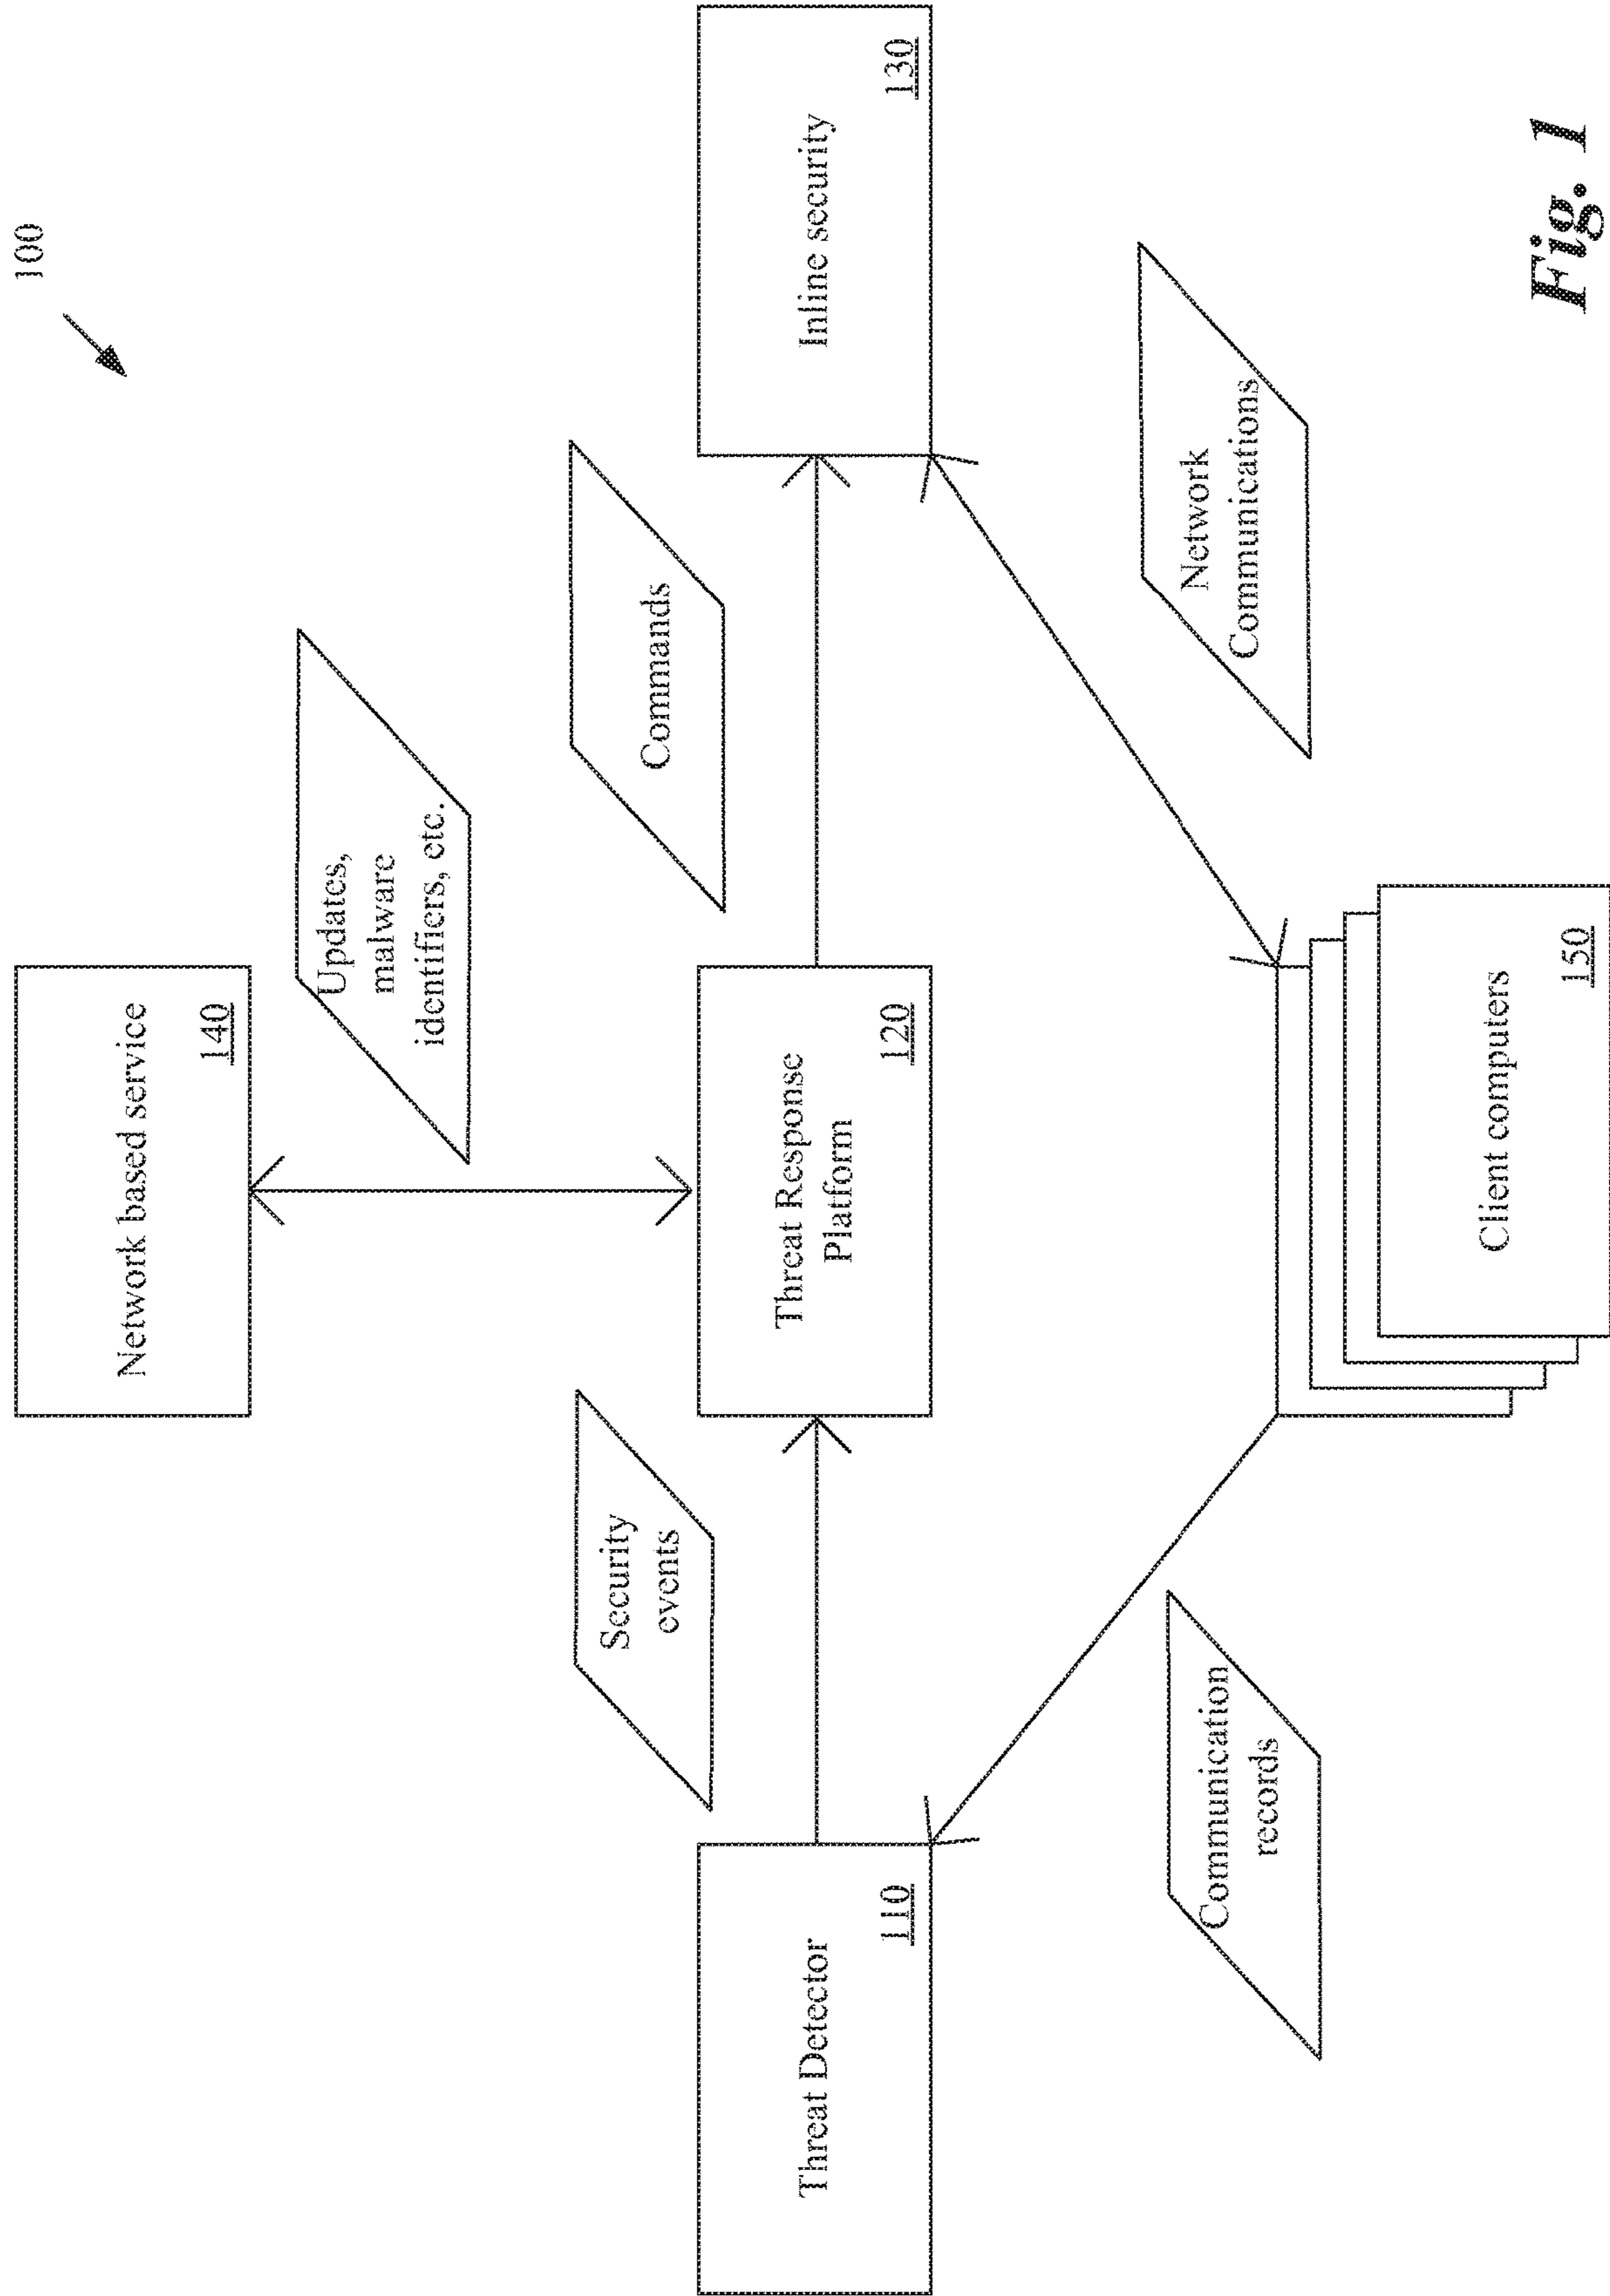 100
Network based service
140
Updates,
malware
identifiers, etc.
Security
events
Commands
Threat Detector
110
Threat Response
Platform
120
Inline security
130
Communication
records
Network
Communications
Client computers
150
Fig. 1